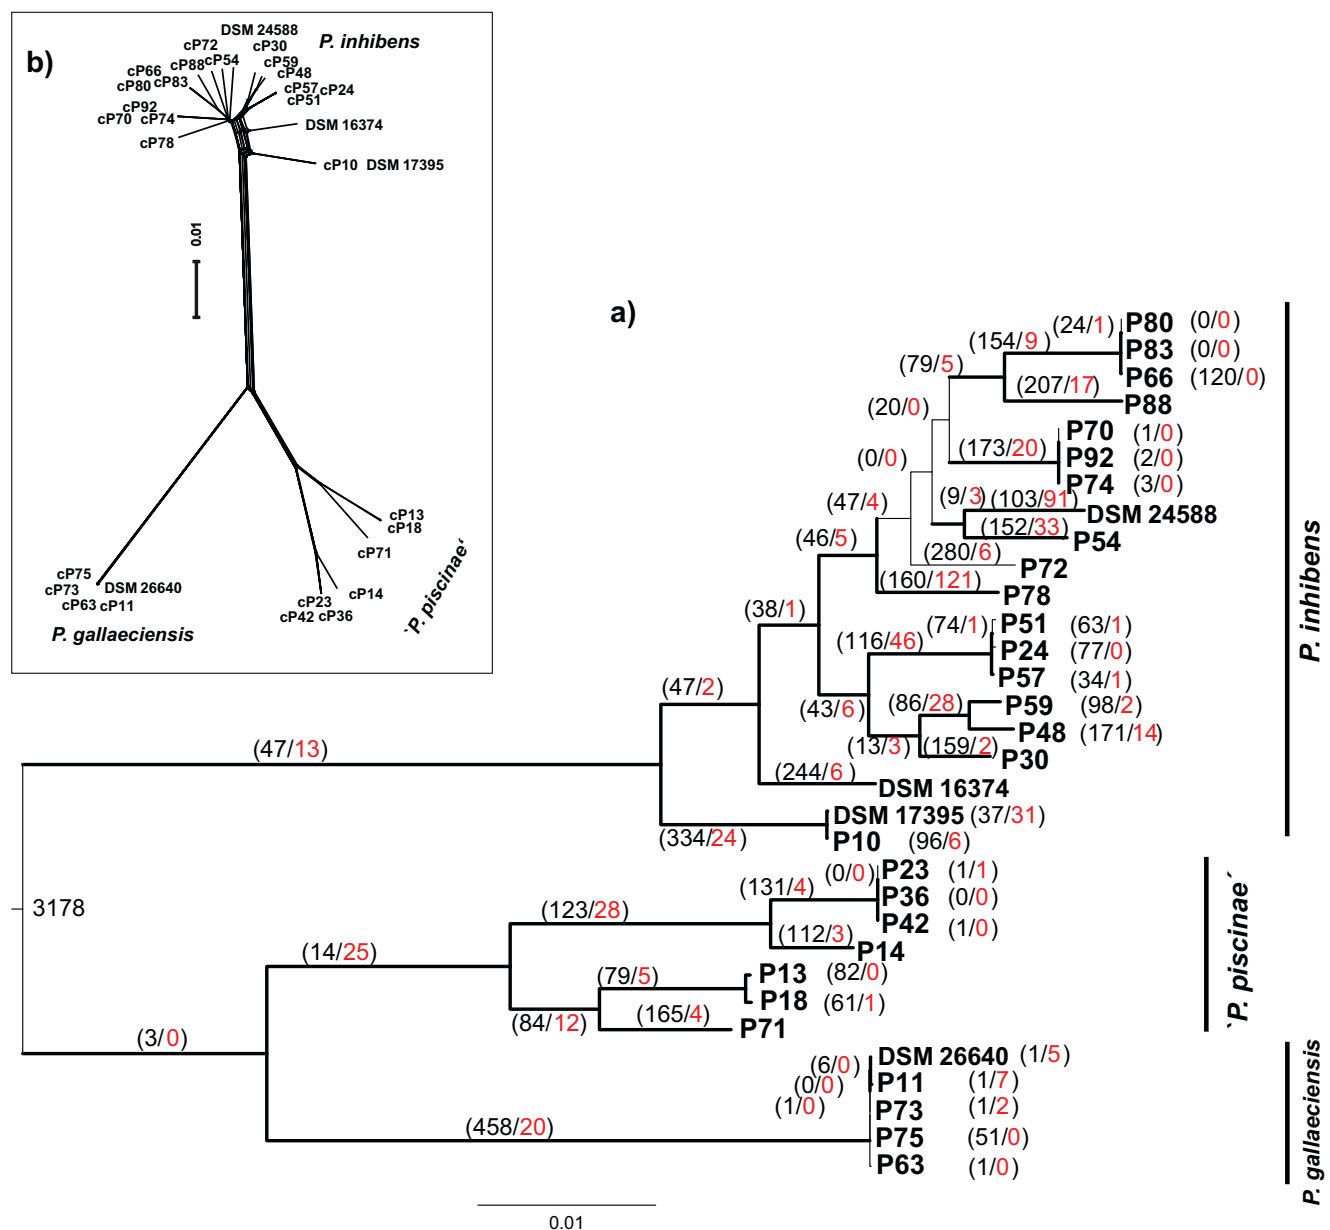 b)
DSM 24588
P. inhibens
cP72
cP30
cP88
cP54
cP59
cP66
cP48
cP80
cP83
cP57
cP24
cP51
cP92
cP70
cP74
DSM 16374
cP78
cP10
DSM 17395
0.01
cP13
cP18
cP71
cP75
cP73
DSM 26640
cP63
cP11
cP14
cP23
cP42
cP36
P. gallaeciensis
`P. piscinae´
a)
(24/1)
P80 (0/0)
(154/9)
P83 (0/0)
(79/5)
P66 (120/0)
(207/17)
P88
(20/0)
P70 (1/0)
(173/20)
P92 (2/0)
(0/0)
P74 (3/0)
(47/4)
(9/3)
(103/91)
DSM 24588
(152/33)
P54
(46/5)
(280/6)
P72
(160/121)
P78
(38/1)
(74/1)
P51 (63/1)
(116/46)
P24 (77/0)
P57 (34/1)
(47/2)
(43/6)
(86/28)
P59 (98/2)
P48 (171/14)
(13/3)
(159/2)
P30
(47/13)
(244/6)
DSM 16374
DSM 17395 (37/31)
(334/24)
P10 (96/6)
P. inhibens
(0/0)
P23 (1/1)
(131/4)
P36 (0/0)
(123/28)
P42 (1/0)
(112/3)
P14
3178
(14/25)
(79/5)
P13 (82/0)
P18 (61/1)
(84/12)
(165/4)
P71
`P. piscinae´
(3/0)
(6/0)
DSM 26640 (1/5)
(0/0)
P11 (1/7)
(1/0)
P73 (1/2)
(458/20)
P75 (51/0)
P63 (1/0)
P. gallaeciensis
0.01